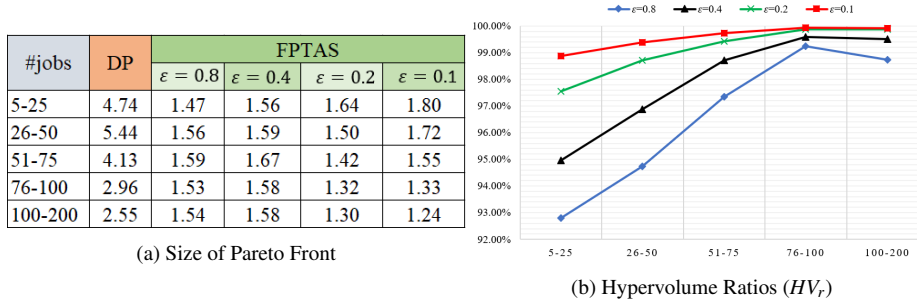 #jobs DP FPTAS
ε = 0.8 ε = 0.4 ε = 0.2 ε = 0.1
5-25 4.74 1.47 1.56 1.64 1.80
26-50 5.44 1.56 1.59 1.50 1.72
51-75 4.13 1.59 1.67 1.42 1.55
76-100 2.96 1.53 1.58 1.32 1.33
100-200 2.55 1.54 1.58 1.30 1.24
(a) Size of Pareto Front
ε=0.8 ε=0.4 ε=0.2 ε=0.1
100.00%
99.00%
98.00%
97.00%
96.00%
95.00%
94.00%
93.00%
92.00%
5-25 26-50 51-75 76-100 100-200
(b) Hypervolume Ratios (HVr)